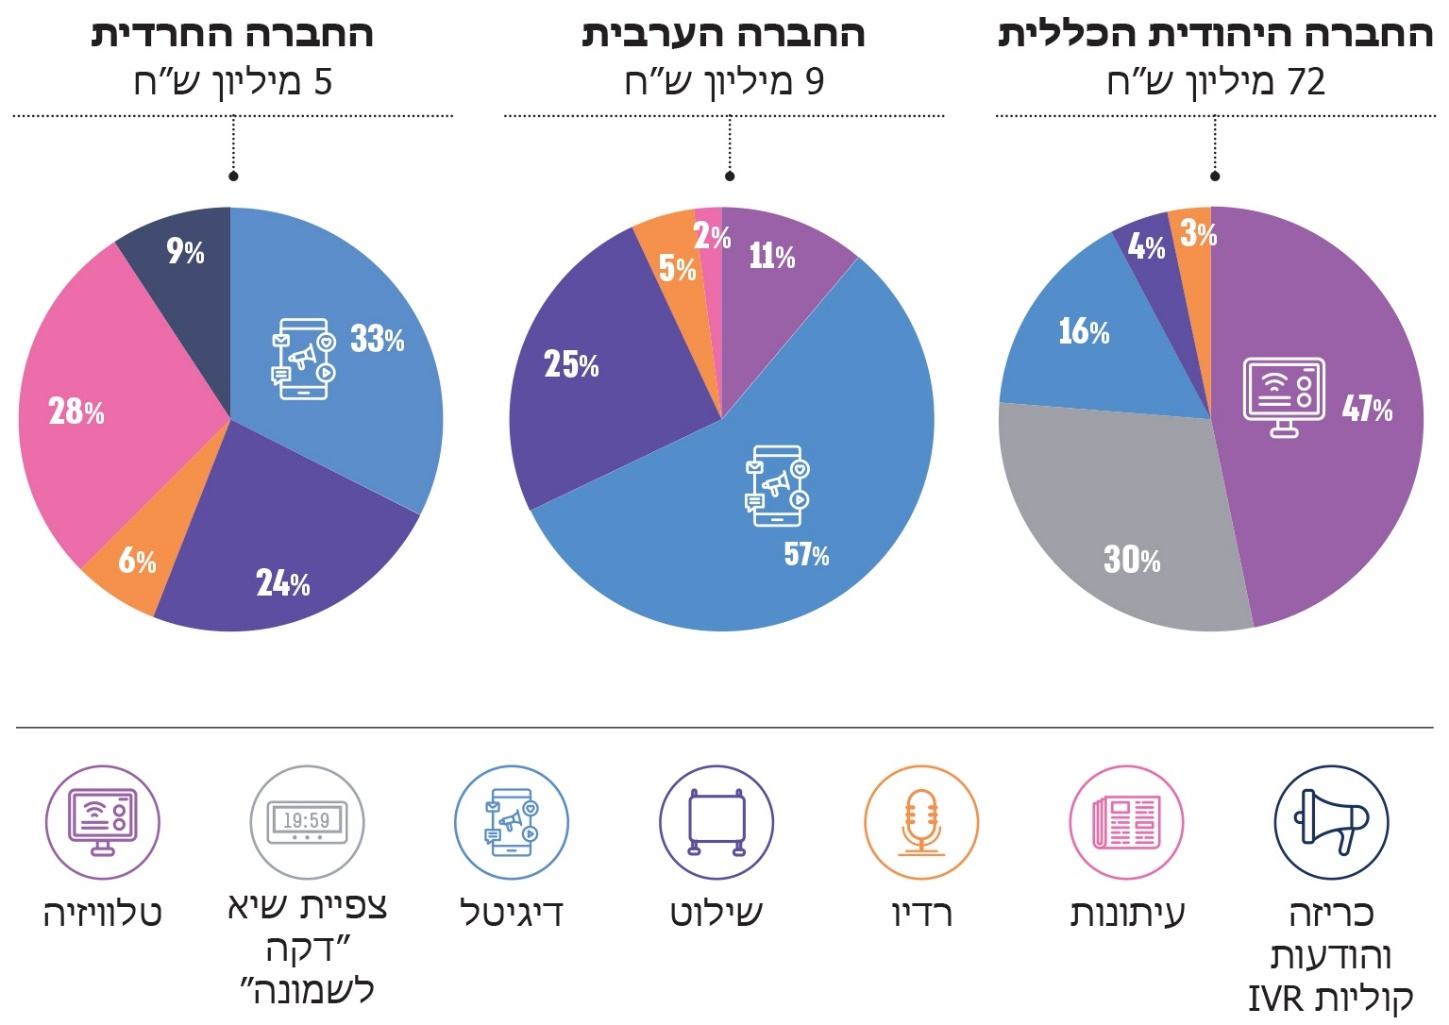 החברה היהודית הכללית
72 מיליון ש״ח
החברה הערבית
9 מיליון ש״ח
החברה החרדית
5 מיליון ש״ח
47%
30%
16%
4%
3%
11%
57%
25%
5%
2%
33%
24%
6%
28%
9%
19:59
כריזה
והודעות
קוליות IVR
עיתונות
רדיו
שילוט
דיגיטל
צפיית שיא
״דקה
לשמונה״
טלוויזיה